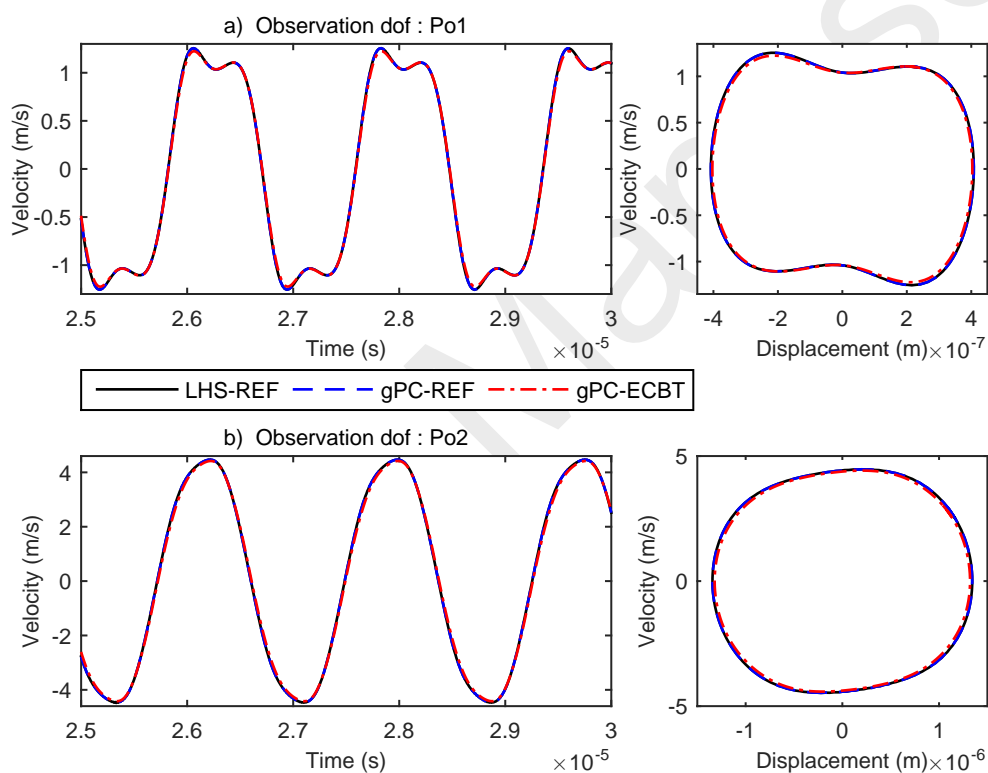 a) Observation dof : Po1
Velocity (m/s)
1
0.5
0
-0.5
-1
2.5 2.6 2.7 2.8 2.9 3
Time (s) ×10-5
Velocity (m/s)
1
0.5
0
-0.5
-1
-4 -2 0 2 4
Displacement (m) ×10-7
LHS-REF gPC-REF gPC-ECBT
b) Observation dof : Po2
Velocity (m/s)
4
2
0
-2
-4
2.5 2.6 2.7 2.8 2.9 3
Time (s) ×10-5
Velocity (m/s)
5
0
-5
-1 0 1
Displacement (m) ×10-6